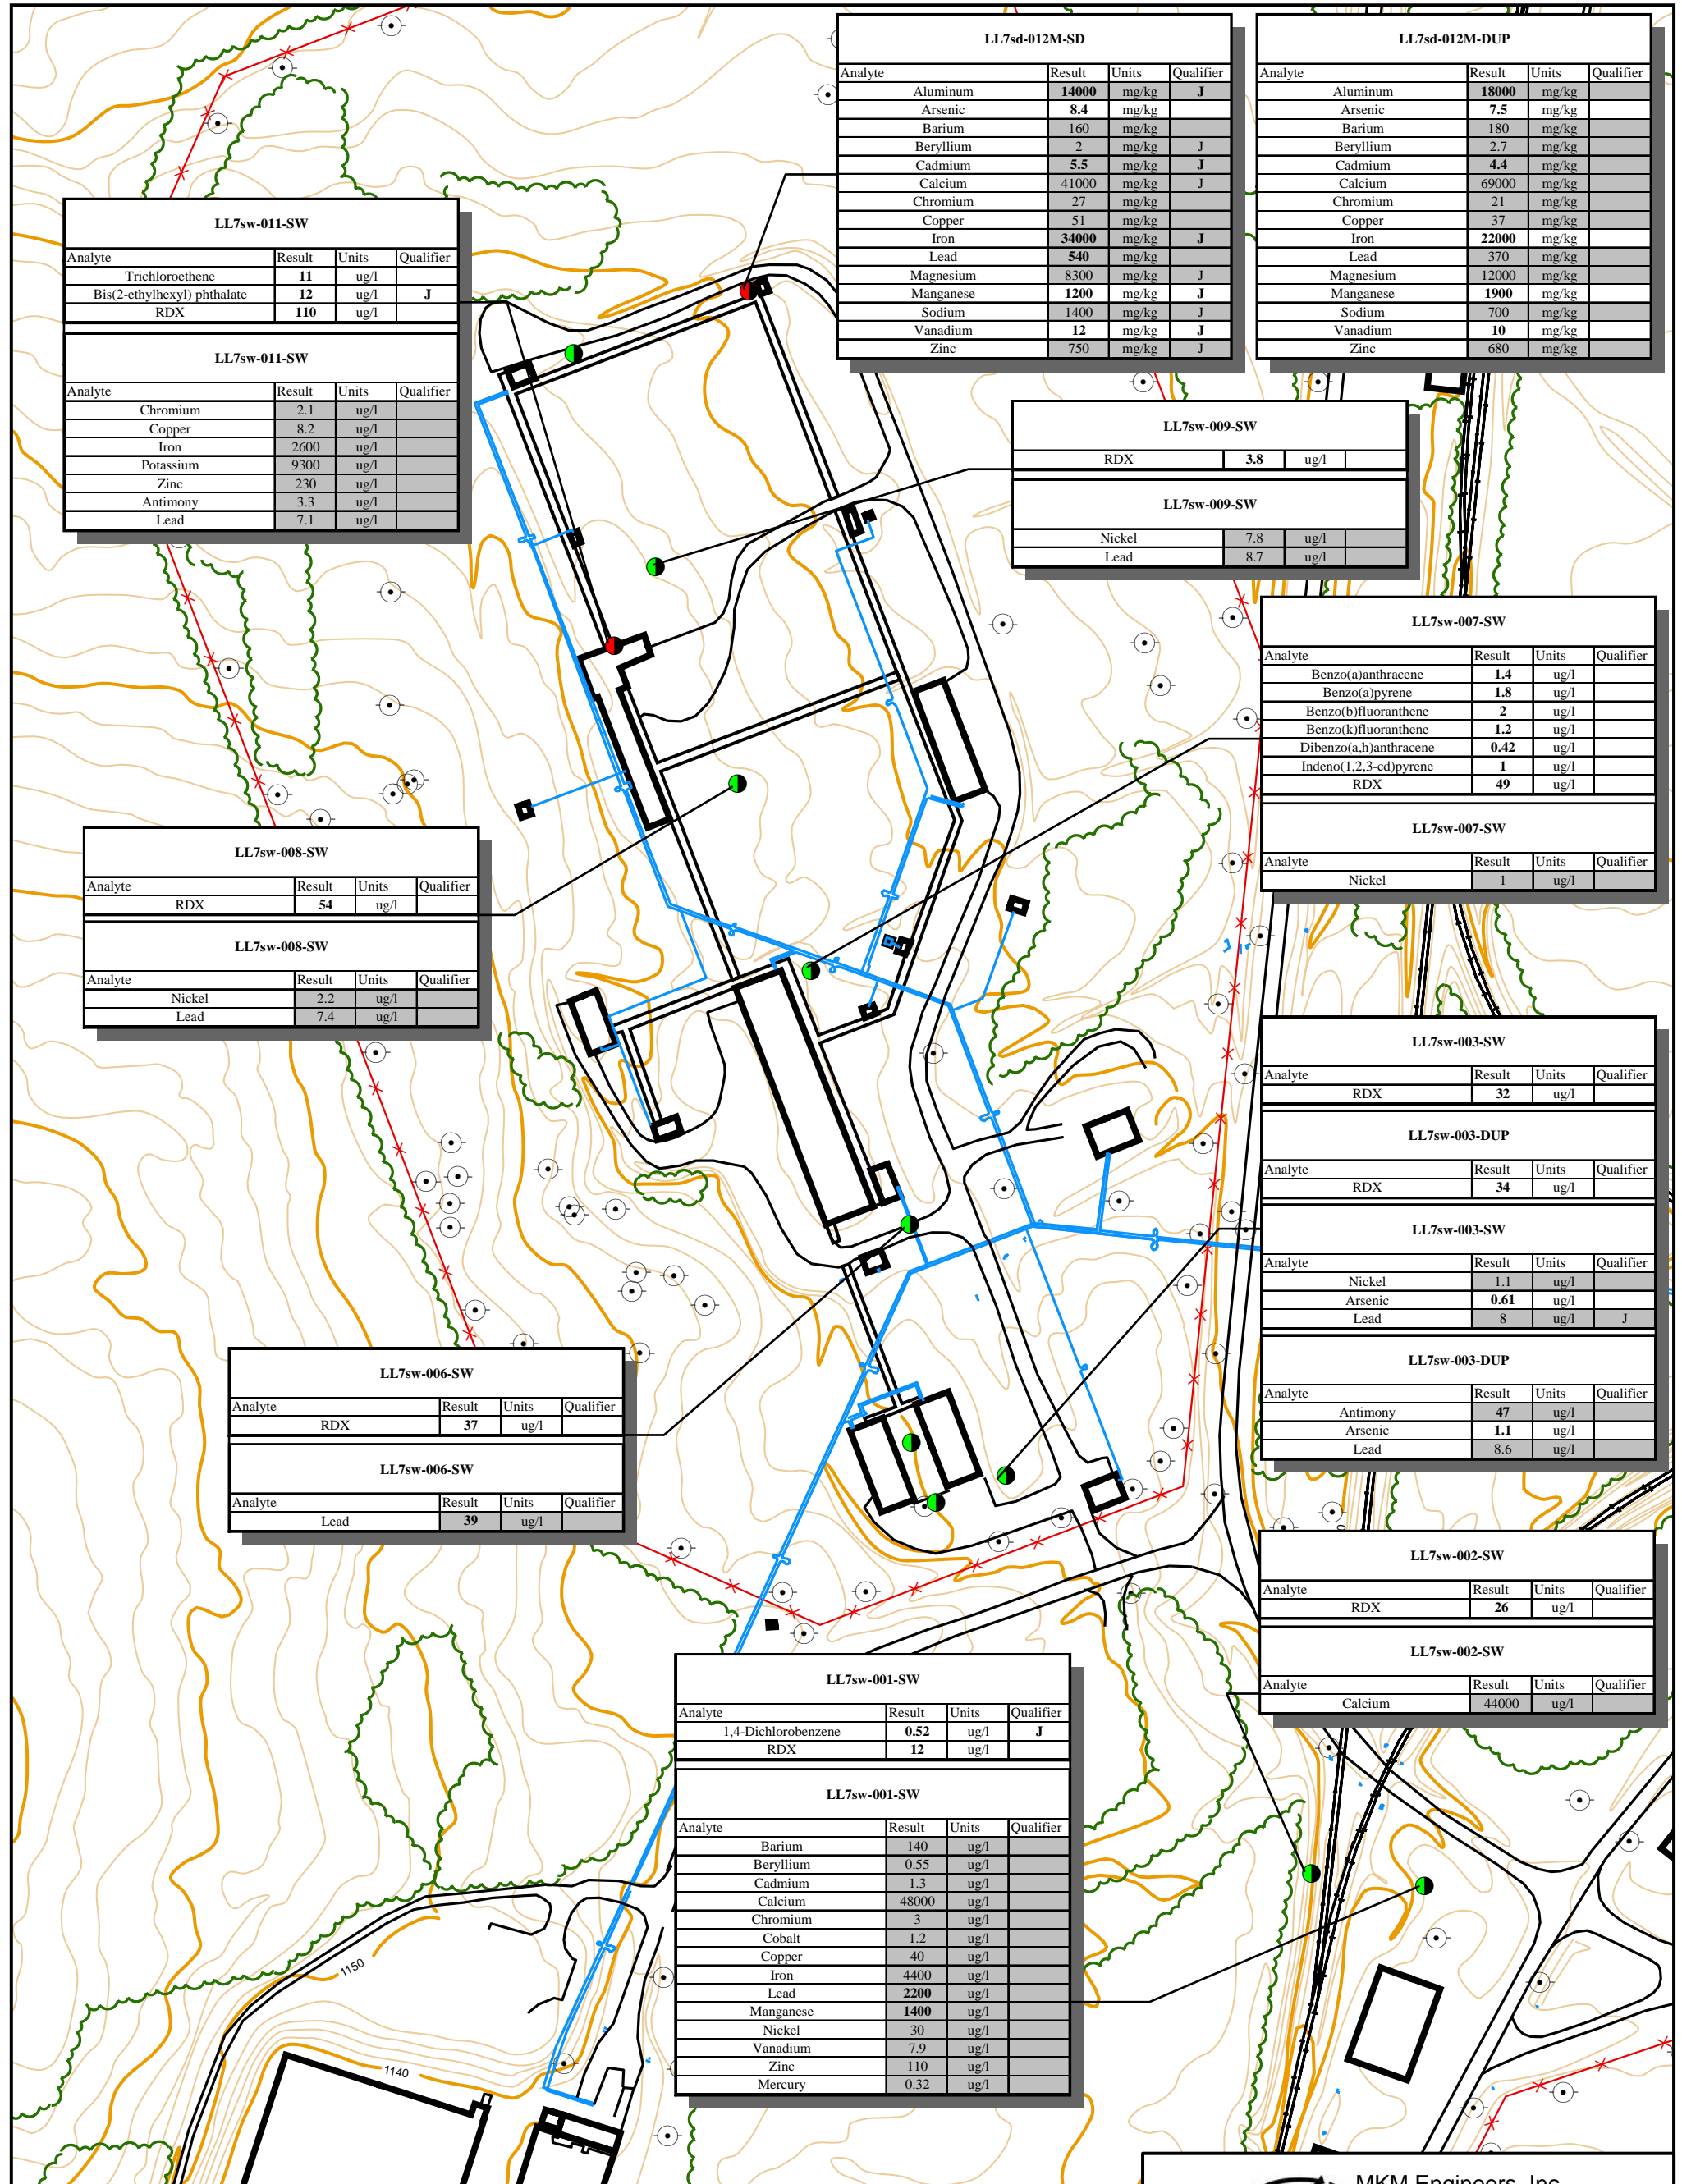 LL7sd-012M-SD
Analyte Result Units Qualifier
Aluminum 14000 mg/kg J
Arsenic 8.4 mg/kg
Barium 160 mg/kg
Beryllium 2 mg/kg J
Cadmium 5.5 mg/kg J
Calcium 41000 mg/kg J
Chromium 27 mg/kg
Copper 51 mg/kg
Iron 34000 mg/kg J
Lead 540 mg/kg
Magnesium 8300 mg/kg J
Manganese 1200 mg/kg J
Sodium 1400 mg/kg J
Vanadium 12 mg/kg J
Zinc 750 mg/kg J
LL7sd-012M-DUP
Analyte Result Units Qualifier
Aluminum 18000 mg/kg
Arsenic 7.5 mg/kg
Barium 180 mg/kg
Beryllium 2.7 mg/kg
Cadmium 4.4 mg/kg
Calcium 69000 mg/kg
Chromium 21 mg/kg
Copper 37 mg/kg
Iron 22000 mg/kg
Lead 370 mg/kg
Magnesium 12000 mg/kg
Manganese 1900 mg/kg
Sodium 700 mg/kg
Vanadium 10 mg/kg
Zinc 680 mg/kg
LL7sw-011-SW
Analyte Result Units Qualifier
Trichloroethene 11 ug/l
Bis(2-ethylhexyl) phthalate 12 ug/l J
RDX 110 ug/l
LL7sw-011-SW
Analyte Result Units Qualifier
Chromium 2.1 ug/l
Copper 8.2 ug/l
Iron 2600 ug/l
Potassium 9300 ug/l
Zinc 230 ug/l
Antimony 3.3 ug/l
Lead 7.1 ug/l
LL7sw-009-SW
RDX 3.8 ug/l
LL7sw-009-SW
Nickel 7.8 ug/l
Lead 8.7 ug/l
LL7sw-007-SW
Analyte Result Units Qualifier
Benzo(a)anthracene 1.4 ug/l
Benzo(a)pyrene 1.8 ug/l
Benzo(b)fluoranthene 2 ug/l
Benzo(k)fluoranthene 1.2 ug/l
Dibenzo(a,h)anthracene 0.42 ug/l
Indeno(1,2,3-cd)pyrene 1 ug/l
RDX 49 ug/l
LL7sw-007-SW
Analyte Result Units Qualifier
Nickel 1 ug/l
LL7sw-008-SW
Analyte Result Units Qualifier
RDX 54 ug/l
LL7sw-008-SW
Analyte Result Units Qualifier
Nickel 2.2 ug/l
Lead 7.4 ug/l
LL7sw-003-SW
Analyte Result Units Qualifier
RDX 32 ug/l
LL7sw-003-DUP
Analyte Result Units Qualifier
RDX 34 ug/l
LL7sw-003-SW
Analyte Result Units Qualifier
Nickel 1.1 ug/l
Arsenic 0.61 ug/l
Lead 8 ug/l J
LL7sw-003-DUP
Analyte Result Units Qualifier
Antimony 47 ug/l
Arsenic 1.1 ug/l
Lead 8.6 ug/l
LL7sw-006-SW
Analyte Result Units Qualifier
RDX 37 ug/l
LL7sw-006-SW
Analyte Result Units Qualifier
Lead 39 ug/l
LL7sw-002-SW
Analyte Result Units Qualifier
RDX 26 ug/l
LL7sw-002-SW
Analyte Result Units Qualifier
Calcium 44000 ug/l
LL7sw-001-SW
Analyte Result Units Qualifier
1,4-Dichlorobenzene 0.52 ug/l J
RDX 12 ug/l
LL7sw-001-SW
Analyte Result Units Qualifier
Barium 140 ug/l
Beryllium 0.55 ug/l
Cadmium 1.3 ug/l
Calcium 48000 ug/l
Chromium 3 ug/l
Cobalt 1.2 ug/l
Copper 40 ug/l
Iron 4400 ug/l
Lead 2200 ug/l
Manganese 1400 ug/l
Nickel 30 ug/l
Vanadium 7.9 ug/l
Zinc 110 ug/l
Mercury 0.32 ug/l
1150
1140
MKM Engineers, Inc.